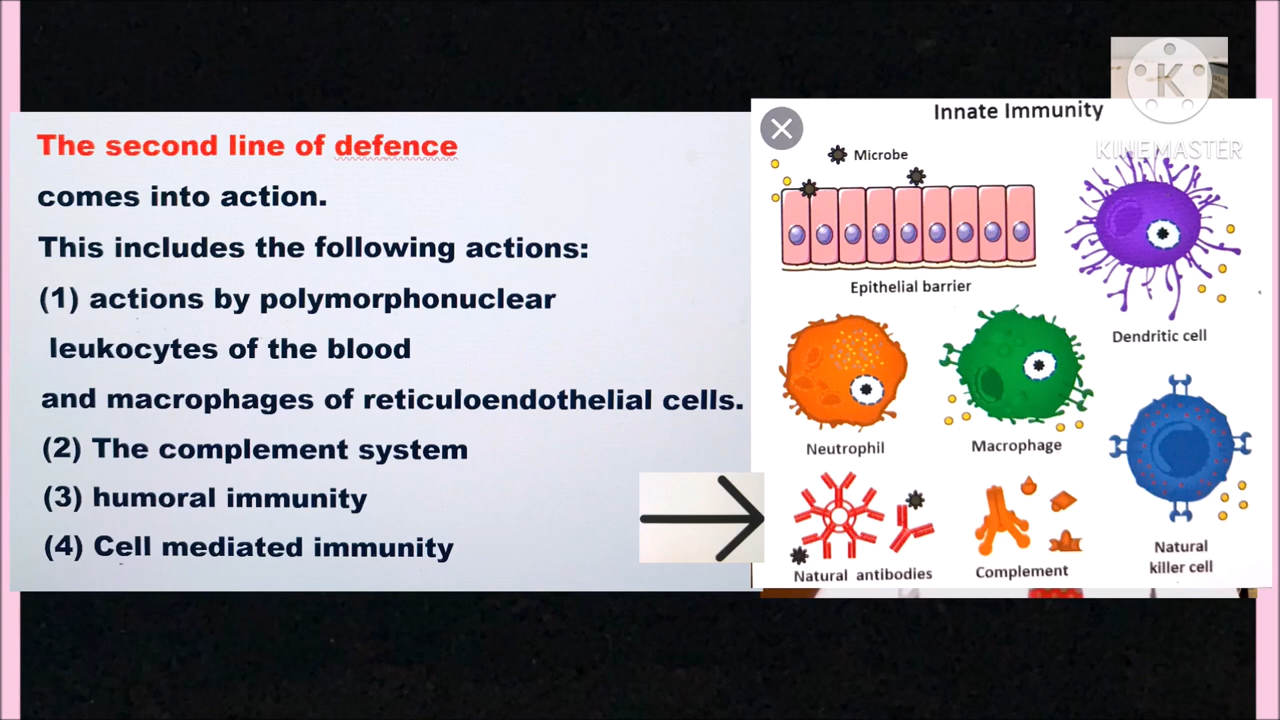 The second line of defence
comes into action.
This includes the following actions:
(1) actions by polymorphonuclear
leukocytes of the blood
and macrophages of reticuloendothelial cells.
(2) The complement system
(3) humoral immunity
(4) Cell mediated immunity
Innate Immunity
K
KINEMASTER
Microbe
Epithelial barrier
Dendritic cell
Neutrophil
Macrophage
Natural antibodies
Complement
Natural
killer cell